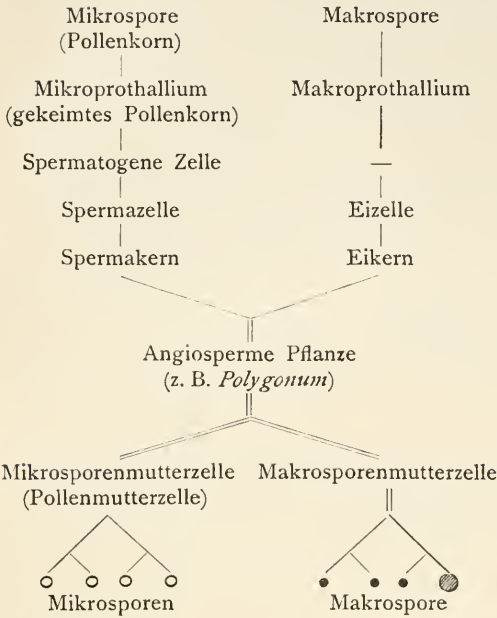 Mikrospore
(Pollenkorn)
Makrospore
Mikroprothallium
(gekeimtes Pollenkorn)
Makroprothallium
Spermatogene Zelle
—
Spermazelle
Eizelle
Spermakern
Eikern
Angiosperme Pflanze
(z. B. Polygonum)
Mikrosporenmutterzelle
(Pollenmutterzelle)
Makrosporenmutterzelle
Mikrosporen
Makrospore